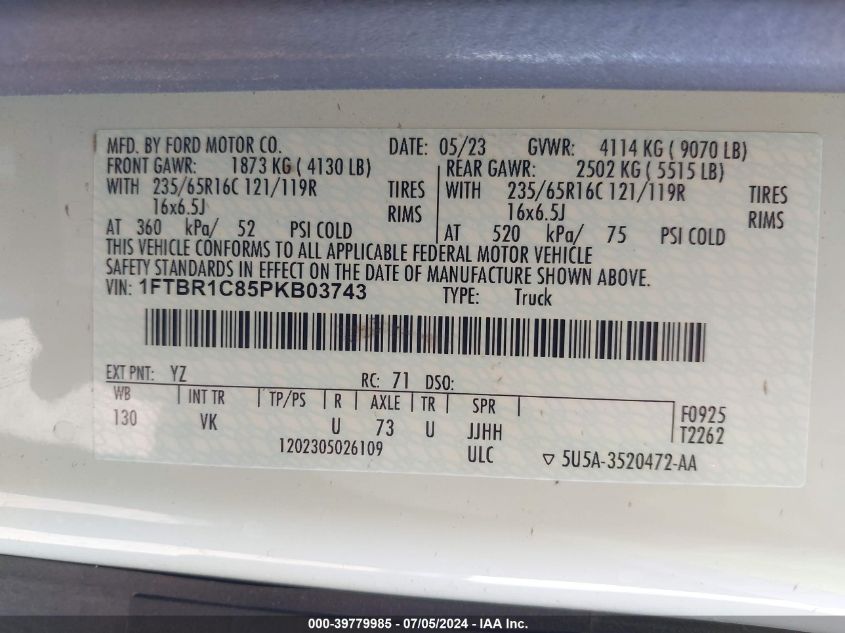 MFD. BY FORD MOTOR CO. DATE: 05/23 GVWR: 4114 KG ( 9070 LB)
FRONT GAWR: 1873 KG ( 4130 LB) REAR GAWR: 2502 KG ( 5515 LB)
WITH 235/65R16C 121/119R TIRES WITH 235/65R16C 121/119R TIRES
16x6.5J RIMS 16x6.5J RIMS
AT 360 kPa/ 52 PSI COLD AT 520 kPa/ 75 PSI COLD
THIS VEHICLE CONFORMS TO ALL APPLICABLE FEDERAL MOTOR VEHICLE
SAFETY STANDARDS IN EFFECT ON THE DATE OF MANUFACTURE SHOWN ABOVE.
VIN: 1FTBR1C85PKB03743 TYPE: Truck
EXT PNT: YZ RC: 71 DSO:
WB INT TR TP/PS R AXLE TR SPR F0925
130 VK U 73 U JJHH T2262
1202305026109 ULC 5U5A-3520472-AA
000-39779985 - 07/05/2024 - IAA Inc.